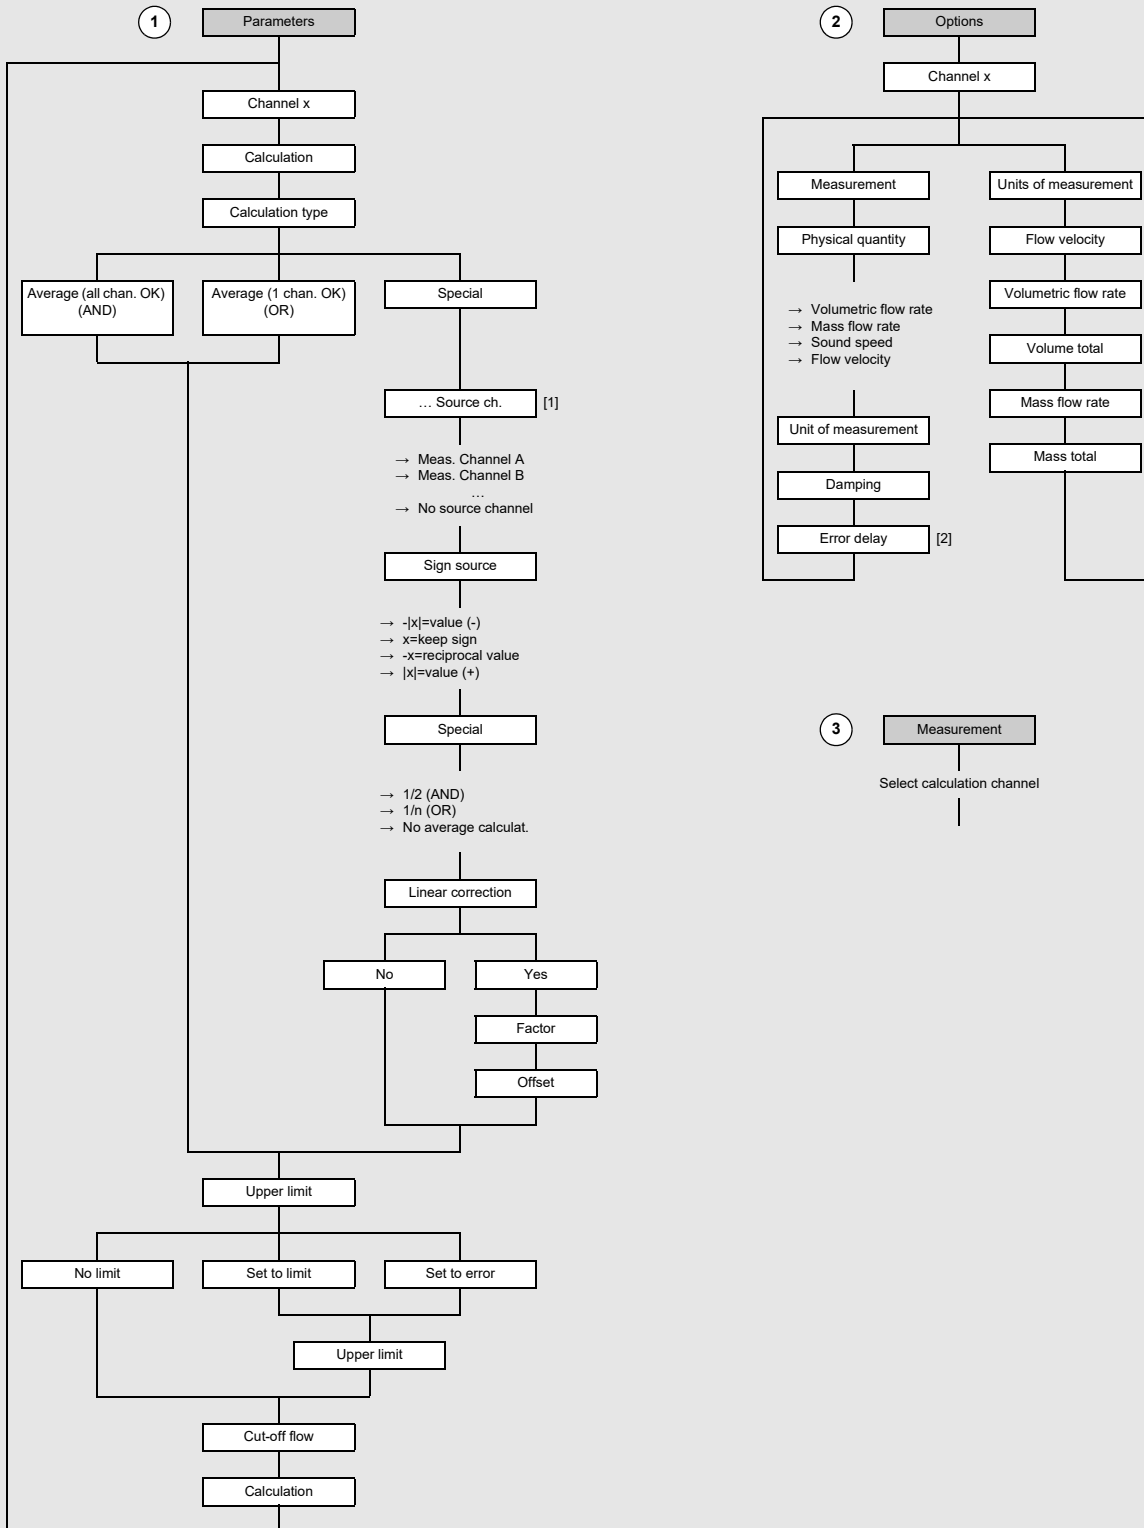 1
Parameters
Channel x
Calculation
Calculation type
Average (all chan. OK)
(AND)
Average (1 chan. OK)
(OR)
Special
… Source ch.
[1]
→ Meas. Channel A
→ Meas. Channel B
…
→ No source channel
Sign source
→ -|x|=value (-)
→ x=keep sign
→ -x=reciprocal value
→ |x|=value (+)
Special
→ 1/2 (AND)
→ 1/n (OR)
→ No average calculat.
Linear correction
No
Yes
Factor
Offset
Upper limit
No limit
Set to limit
Set to error
Upper limit
Cut-off flow
Calculation
2
Options
Channel x
Measurement
Physical quantity
→ Volumetric flow rate
→ Mass flow rate
→ Sound speed
→ Flow velocity
Unit of measurement
Damping
Error delay
[2]
Units of measurement
Flow velocity
Volumetric flow rate
Volume total
Mass flow rate
Mass total
3
Measurement
Select calculation channel